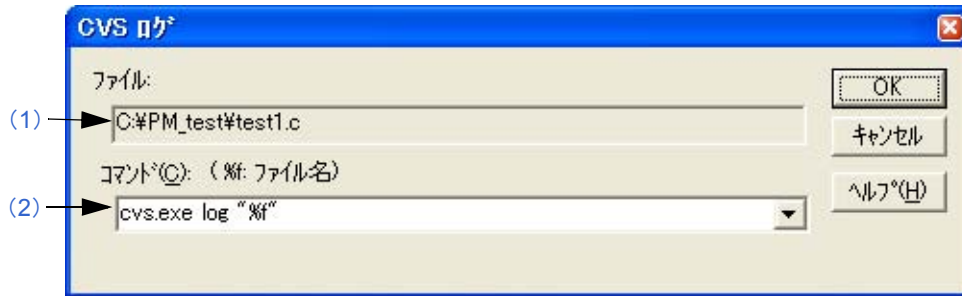 CVS ログ
ファイル:
(1)
C:¥PM_test¥test1.c
OK
キャンセル
コマンド(C): ( %f: ファイル名)
ヘルプ(H)
(2)
cvs.exe log "%f"